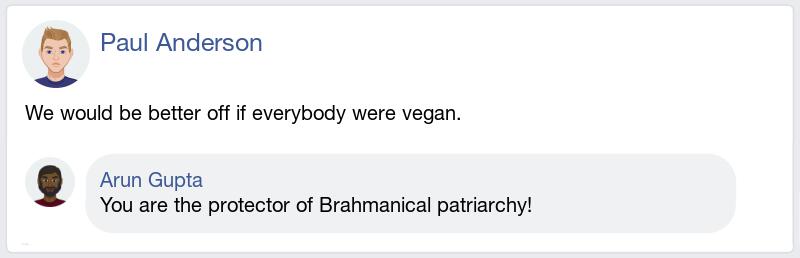 Paul Anderson
We would be better off if everybody were vegan.
Arun Gupta
You are the protector of Brahmanical patriarchy!